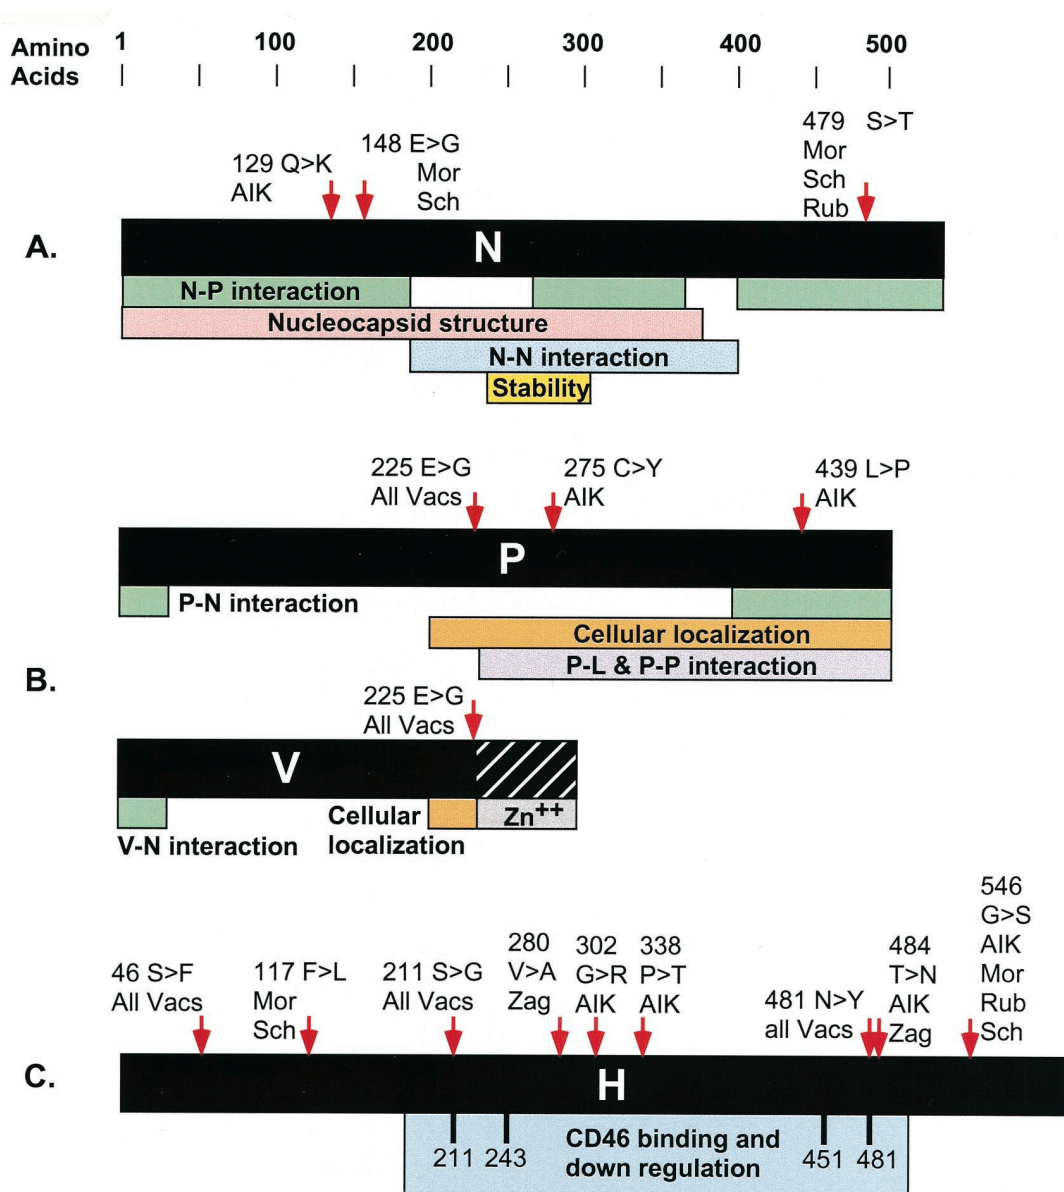 Amino Acids
1 100 200 300 400 500
129 Q>K
AIK
148 E>G
Mor
Sch
479 S>T
Mor
Sch
Rub
A.
N
N-P interaction
Nucleocapsid structure
N-N interaction
Stability
225 E>G
All Vacs
275 C>Y
AIK
439 L>P
AIK
P
P-N interaction
Cellular localization
P-L & P-P interaction
B.
225 E>G
All Vacs
V
Cellular
localization
Zn++
V-N interaction
46 S>F
All Vacs
117 F>L
Mor
Sch
211 S>G
All Vacs
280
V>A
Zag
302
G>R
AIK
338
P>T
AIK
481 N>Y
all Vacs
484
T>N
AIK
Zag
546
G>S
AIK
Mor
Rub
Sch
C.
H
211 243
CD46 binding and
down regulation
451 481